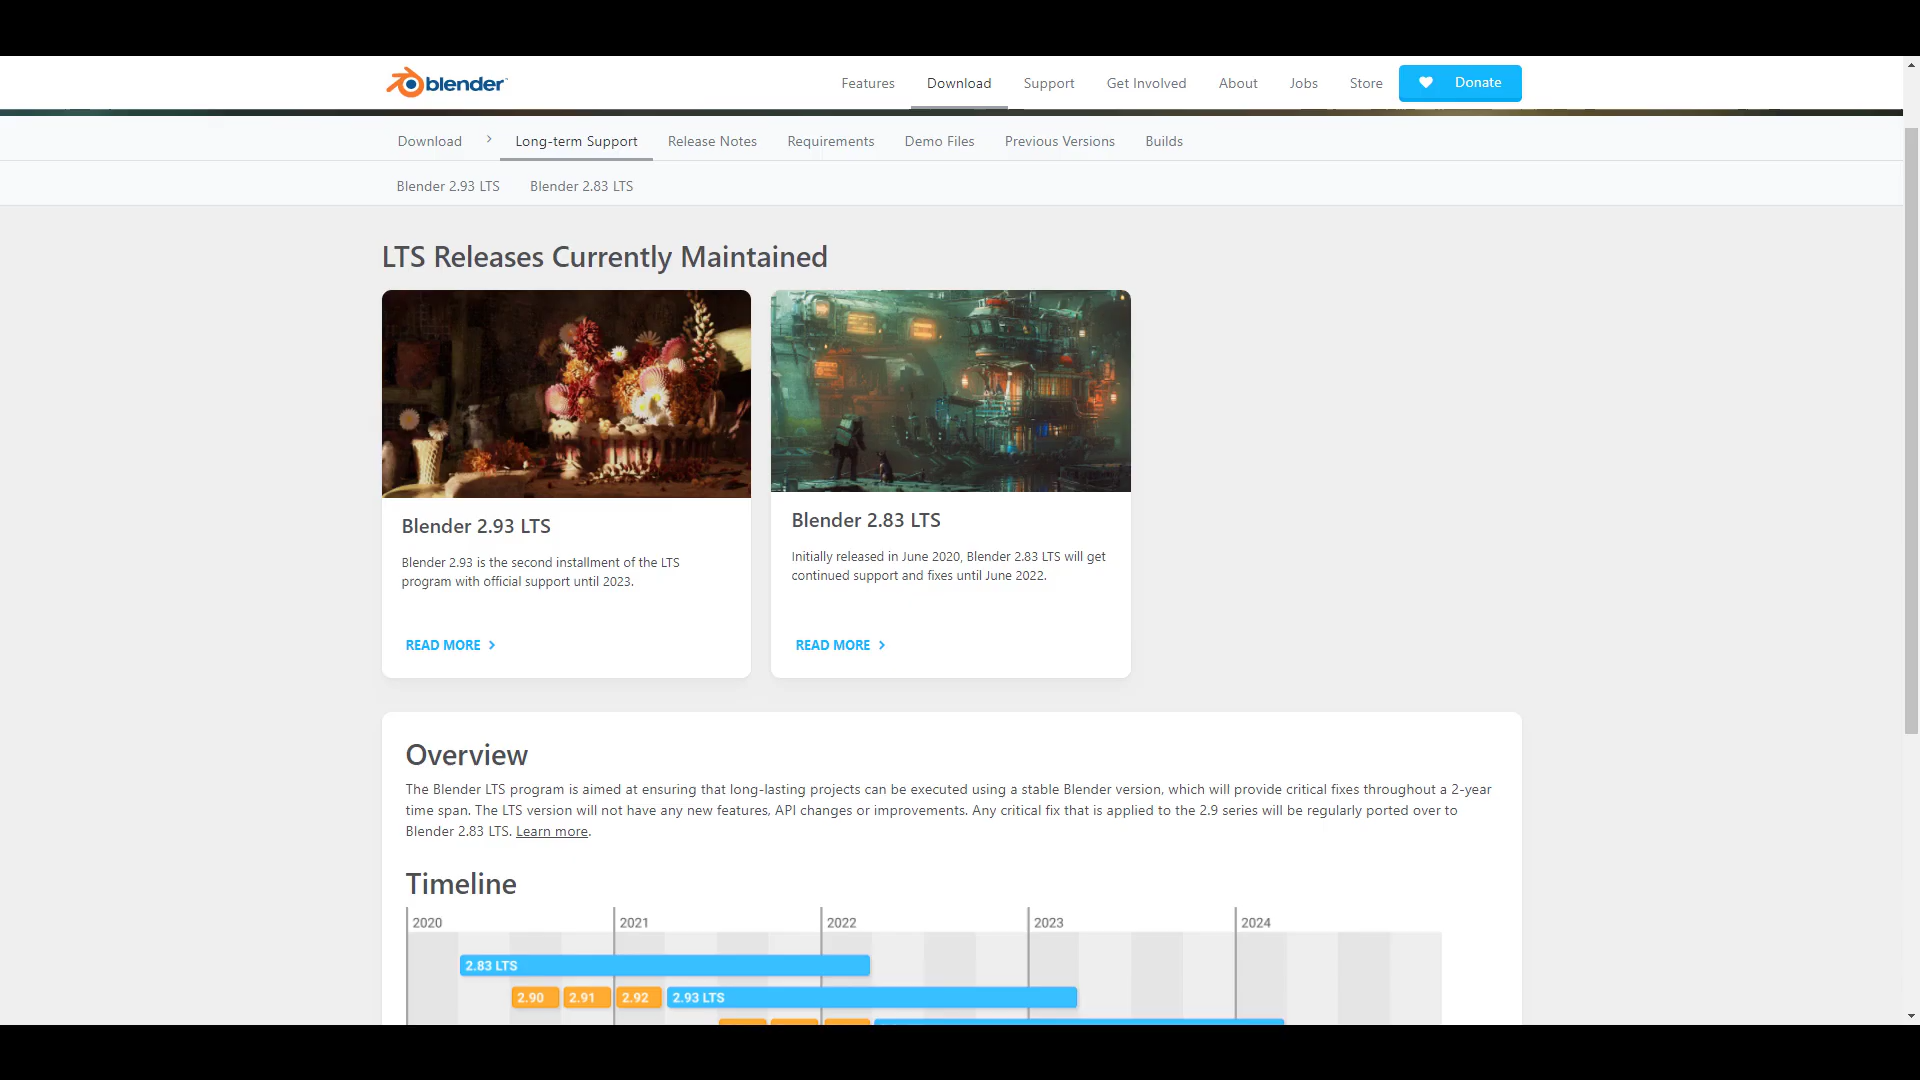 blender
Features Download Support Get Involved About Jobs Store Donate
Download Long-term Support Release Notes Requirements Demo Files Previous Versions Builds
Blender 2.93 LTS Blender 2.83 LTS
LTS Releases Currently Maintained
Blender 2.93 LTS
Blender 2.93 is the second installment of the LTS
program with official support until 2023.
READ MORE
Blender 2.83 LTS
Initially released in June 2020, Blender 2.83 LTS will get
continued support and fixes until June 2022.
READ MORE
Overview
The Blender LTS program is aimed at ensuring that long-lasting projects can be executed using a stable Blender version, which will provide critical fixes throughout a 2-year
time span. The LTS version will not have any new features, API changes or improvements. Any critical fix that is applied to the 2.9 series will be regularly ported over to
Blender 2.83 LTS. Learn more.
Timeline
2020 2021 2022 2023 2024
2.83 LTS
2.90 2.91 2.92 2.93 LTS